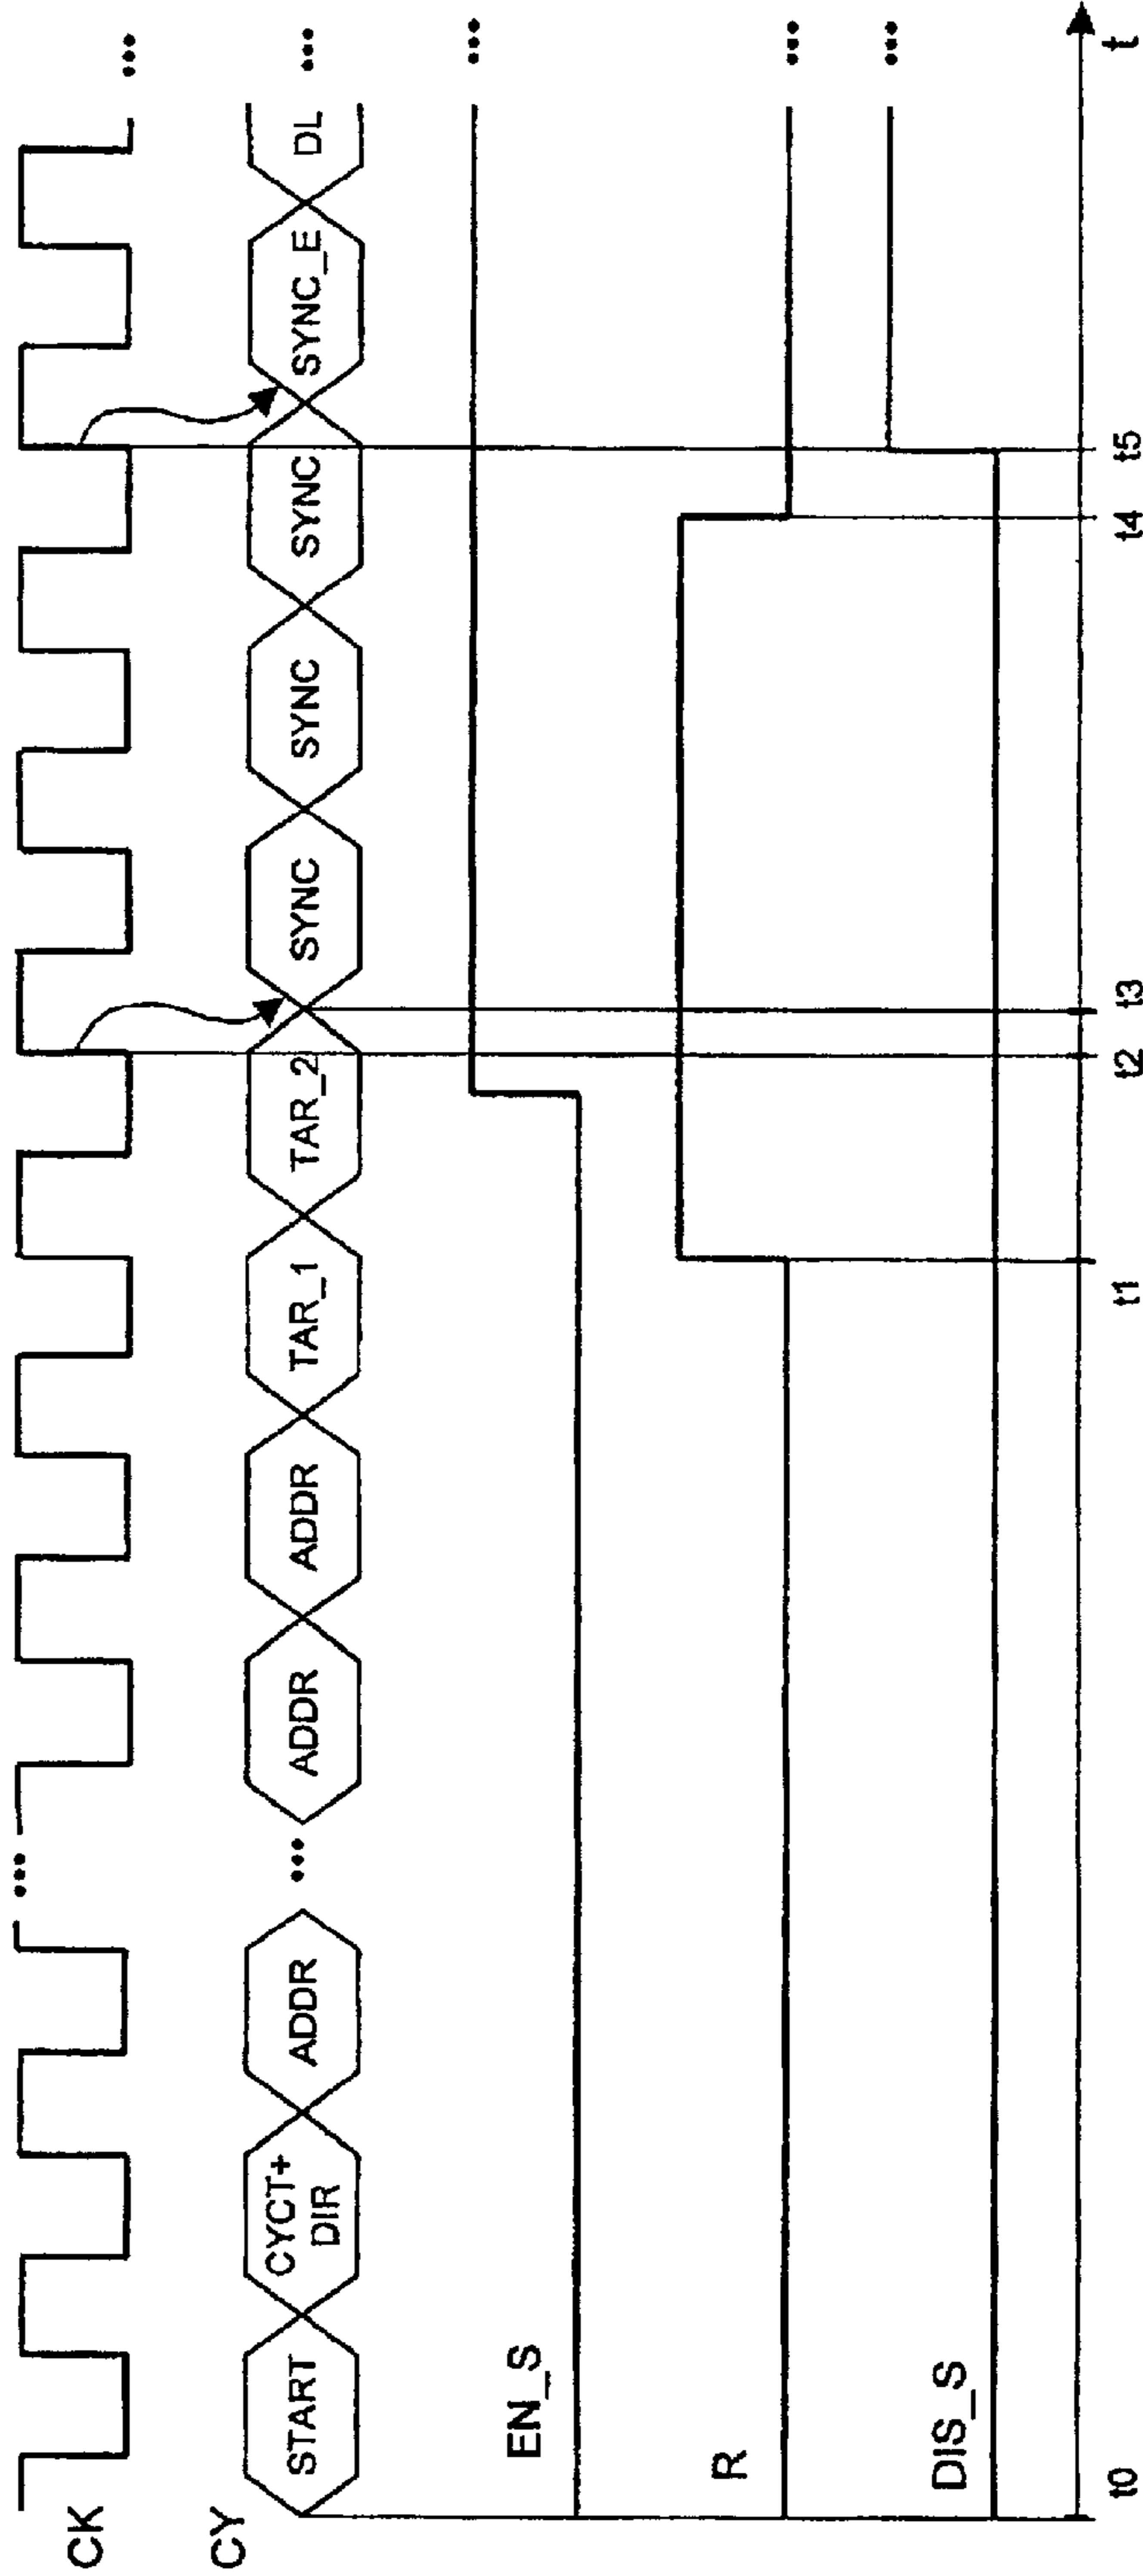 CK ... ...
CY START CYCT+ DIR ADDR ... ADDR ADDR TAR_1 TAR_2 SYNC SYNC SYNC SYNC_E DL ...
EN_S ...
R ...
DIS_S ...
t0 t1 t2 t3 t4 t5 t